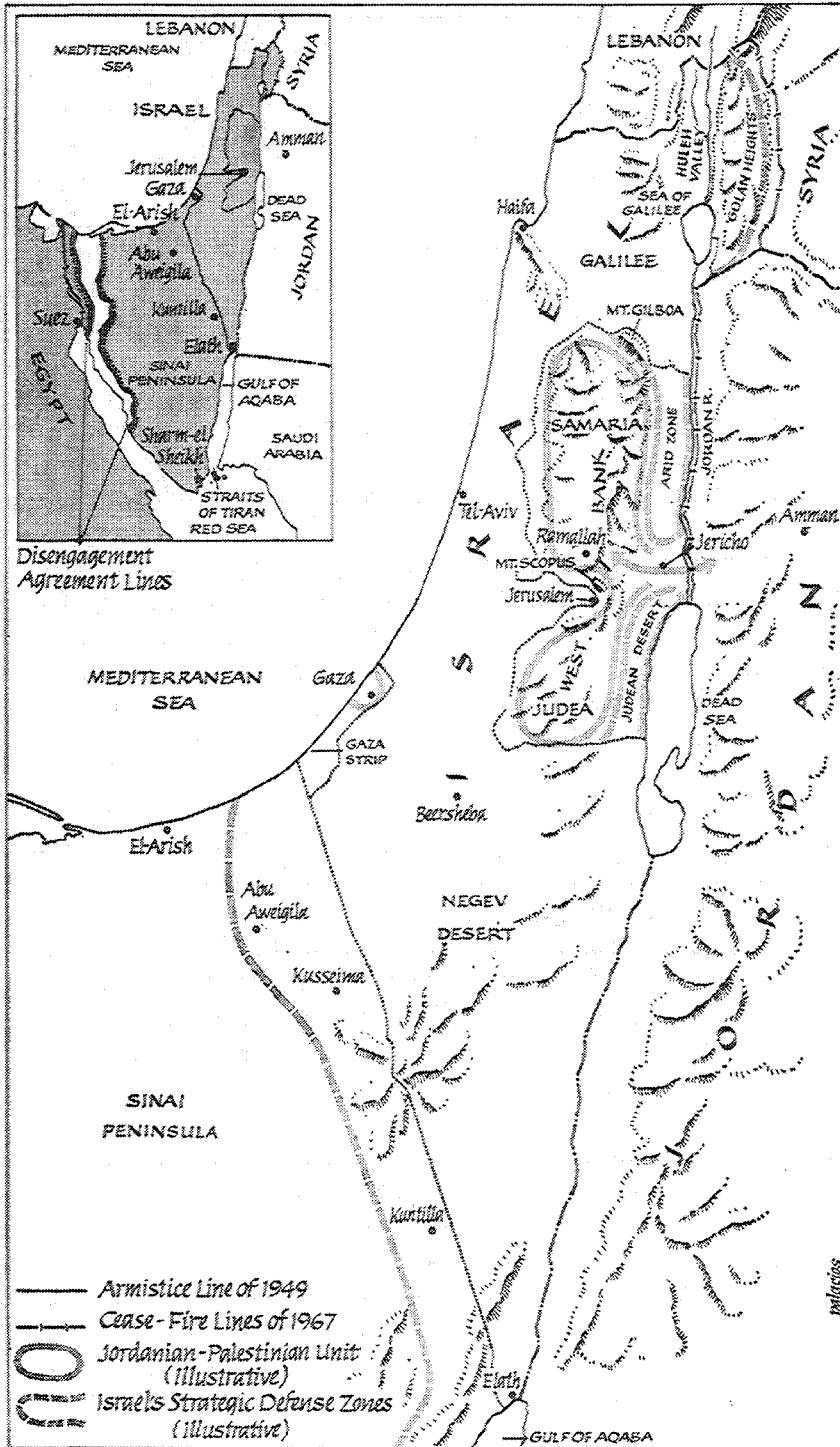 LEBANON
MEDITERRANEAN
SEA
SYRIA
ISRAEL
Amman
Jerusalem
Gaza
El-Arish
DEAD
SEA
JORDAN
Abu
Aweigila
Kuntilla
Suez
Elath
EGYPT
SINAI
PENINSULA
GULF OF
AQABA
Sharm-el
Sheikh
SAUDI
ARABIA
STRAITS
OF TIRAN
RED SEA
Disengagement
Agreement Lines
LEBANON
HULEH
VALLEY
GOLAN HEIGHTS
SYRIA
SEA OF
GALILEE
Haifa
GALILEE
MT. GILBOA
SAMARIA
ARID ZONE
JORDAN R.
WEST BANK
Tel-Aviv
Ramallah
Amman
Jericho
MT. SCOPUS
Jerusalem
ISRAEL
JUDEAN DESERT
JUDEA
DEAD
SEA
JORDAN
MEDITERRANEAN
SEA
Gaza
GAZA
STRIP
Beersheba
El-Arish
Abu
Aweigila
NEGEV
DESERT
Kusseima
SINAI
PENINSULA
Kuntilla
Elath
GULF OF AQABA
Armistice Line of 1949
Cease-Fire Lines of 1967
Jordanian-Palestinian Unit
(Illustrative)
Israel's Strategic Defense Zones
(Illustrative)
palacios